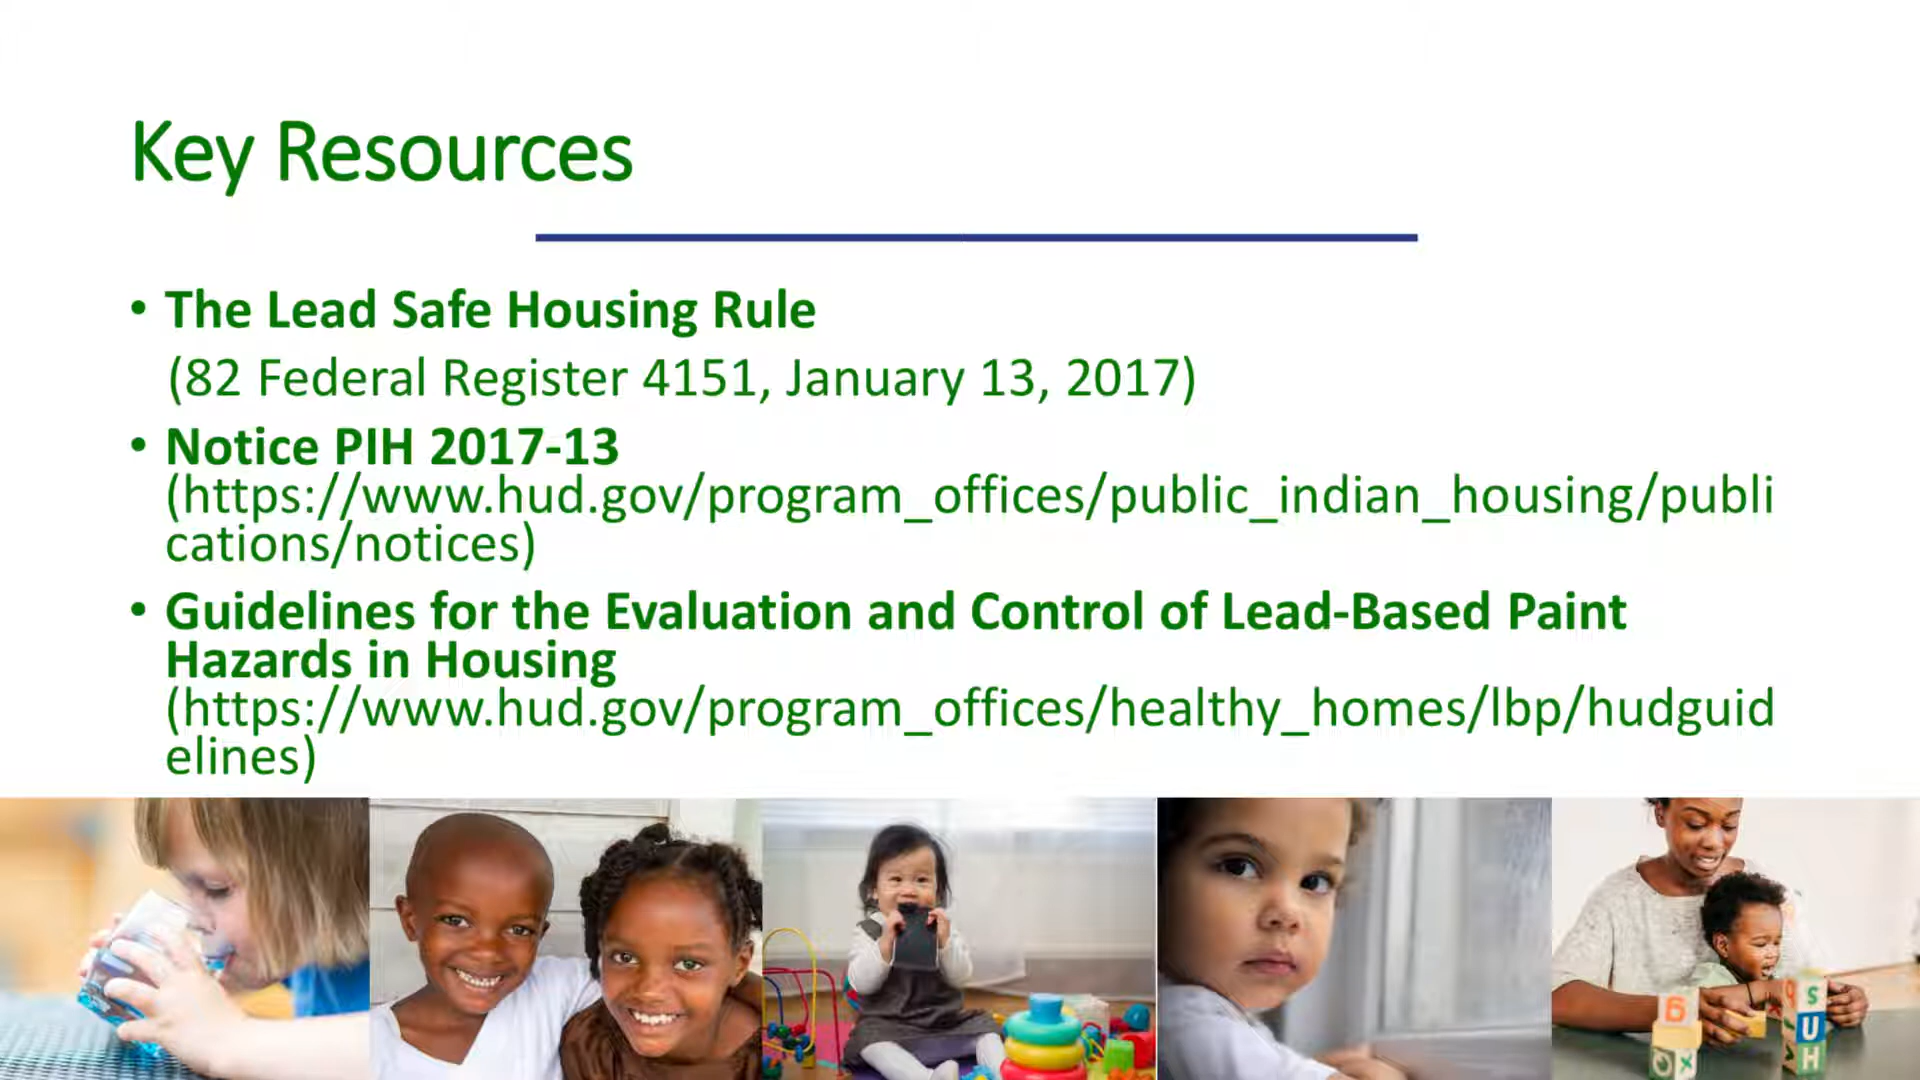 Key Resources
• The Lead Safe Housing Rule
(82 Federal Register 4151, January 13, 2017)
• Notice PIH 2017-13
(https://www.hud.gov/program_offices/public_indian_housing/publi
cations/notices)
• Guidelines for the Evaluation and Control of Lead-Based Paint
Hazards in Housing
(https://www.hud.gov/program_offices/healthy_homes/lbp/hudguid
elines)
6
S
U
H
X